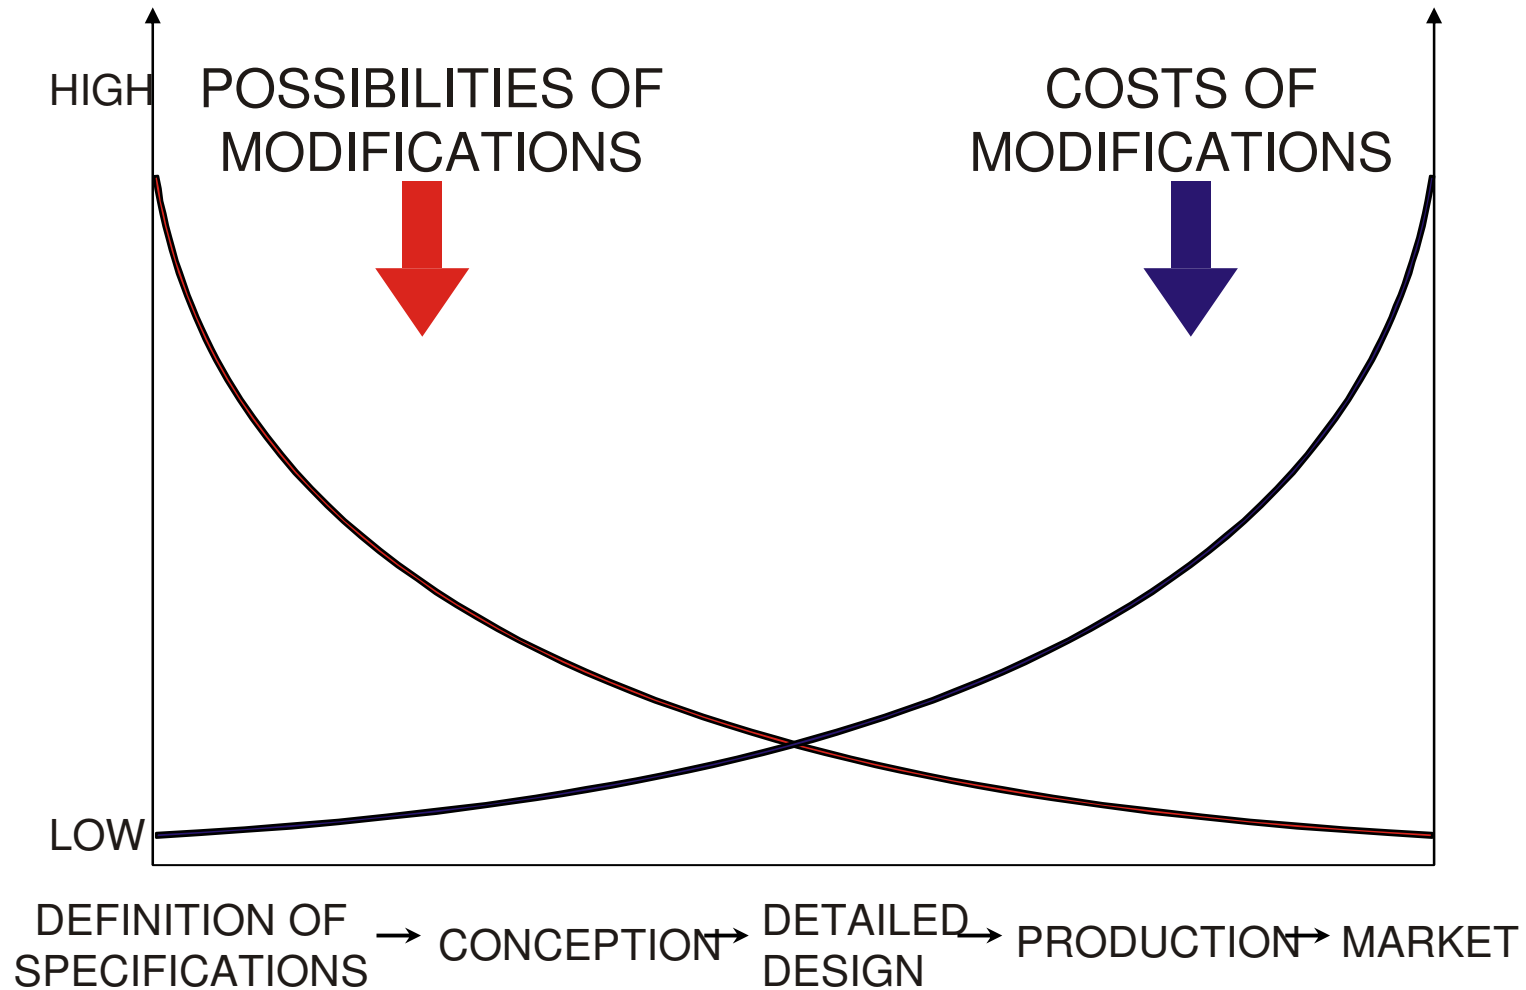 HIGH
POSSIBILITIES OF
MODIFICATIONS
COSTS OF
MODIFICATIONS
LOW
DEFINITION OF
SPECIFICATIONS
CONCEPTION
DETAILED
DESIGN
PRODUCTION
MARKET